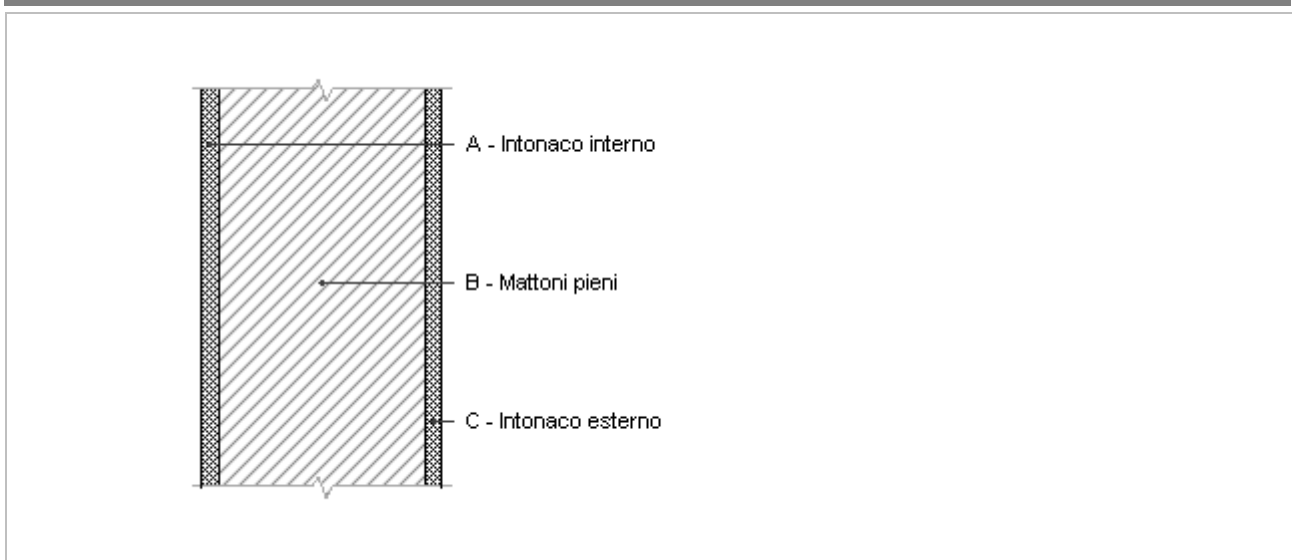 A - Intonaco interno
B - Mattoni pieni
C - Intonaco esterno